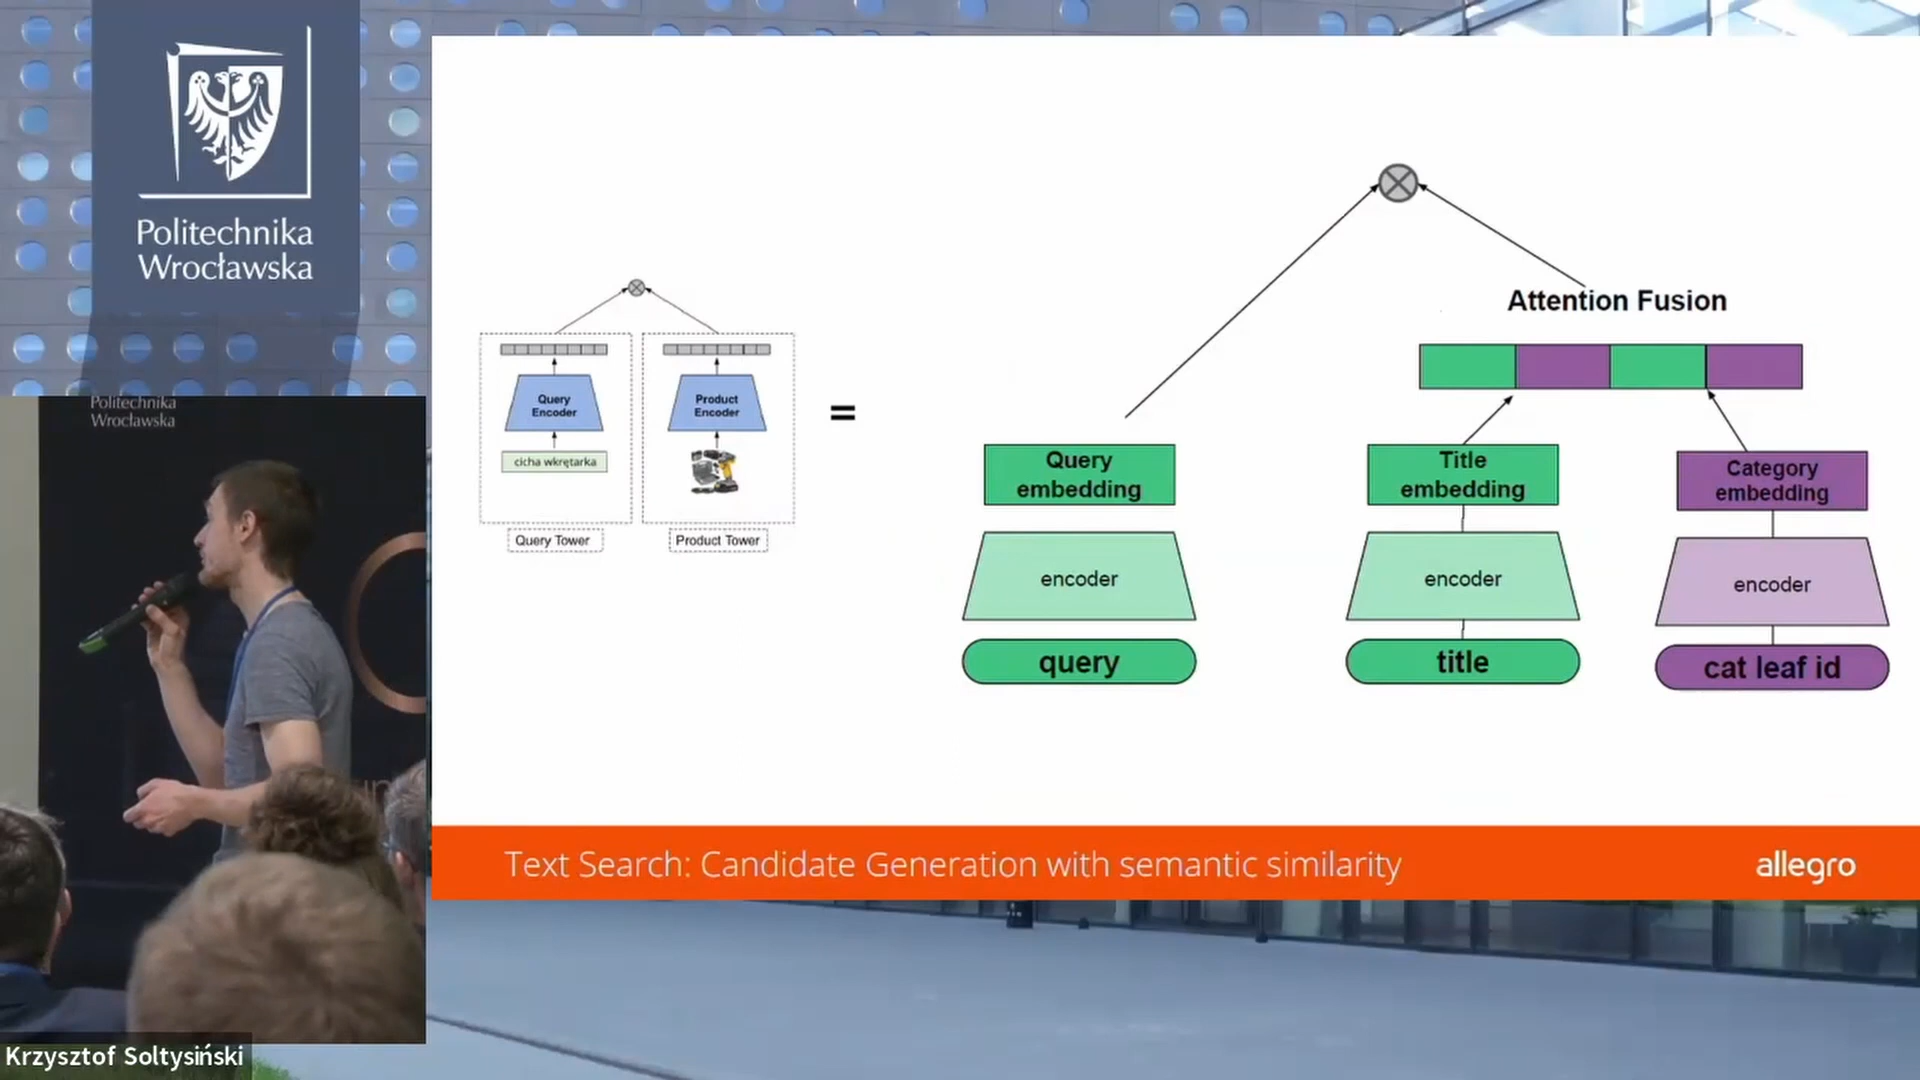 Politechnika
Wrocławska
Politechnika
Wrocławska
Krzysztof Soltysiński
Query
Encoder
cicha wkrętarka
Query Tower
Product
Encoder
Product Tower
=
Attention Fusion
Query
embedding
encoder
query
Title
embedding
encoder
title
Category
embedding
encoder
cat leaf id
Text Search: Candidate Generation with semantic similarity
allegro